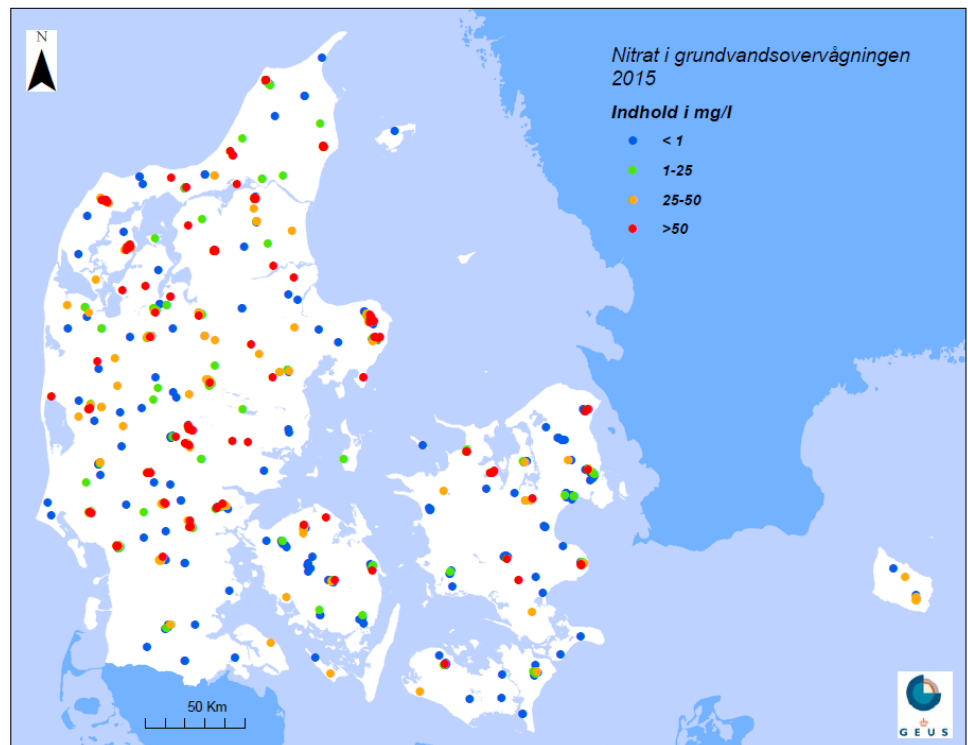 N
Nitrat i grundvandsovervågningen
2015
Indhold i mg/l
< 1
1-25
25-50
>50
50 Km
GEUS